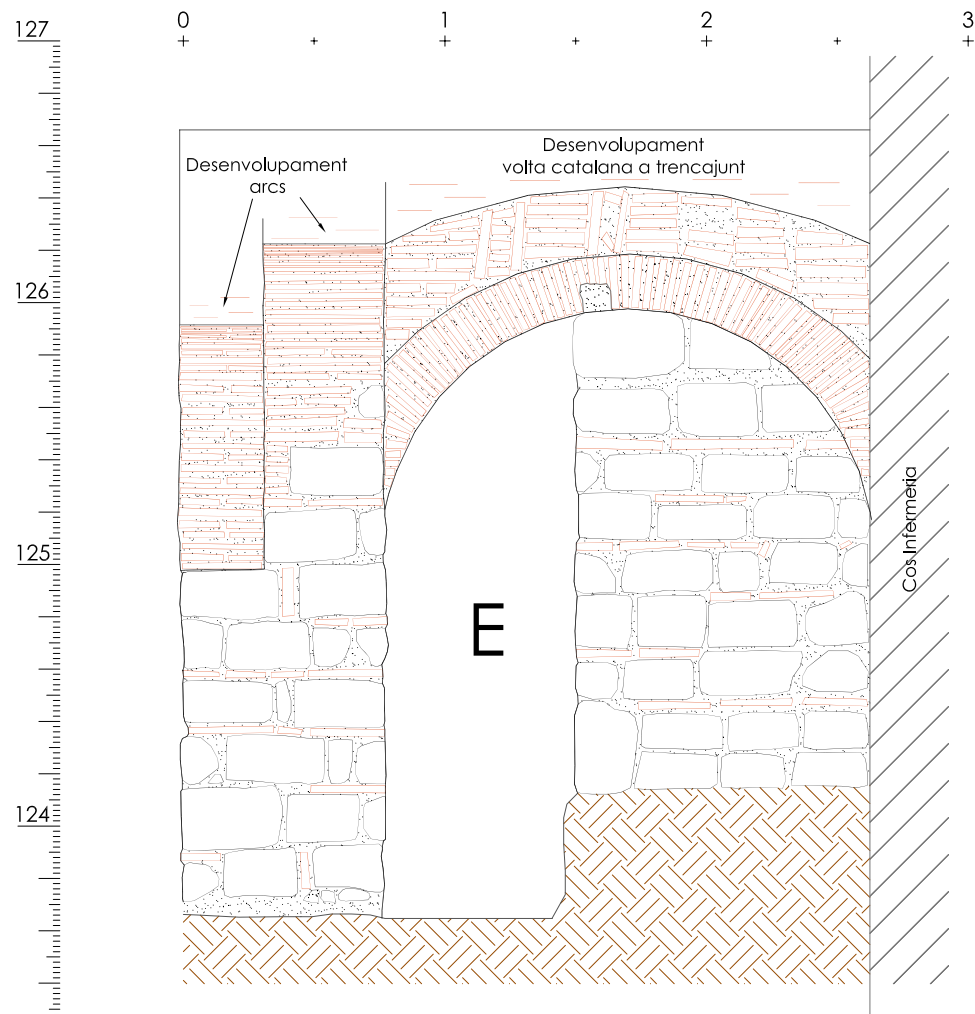 0 1 2 3
127
Desenvolupament
arcs
Desenvolupament
volta catalana a trencajunt
126
125
E
Cos Infermeria
124